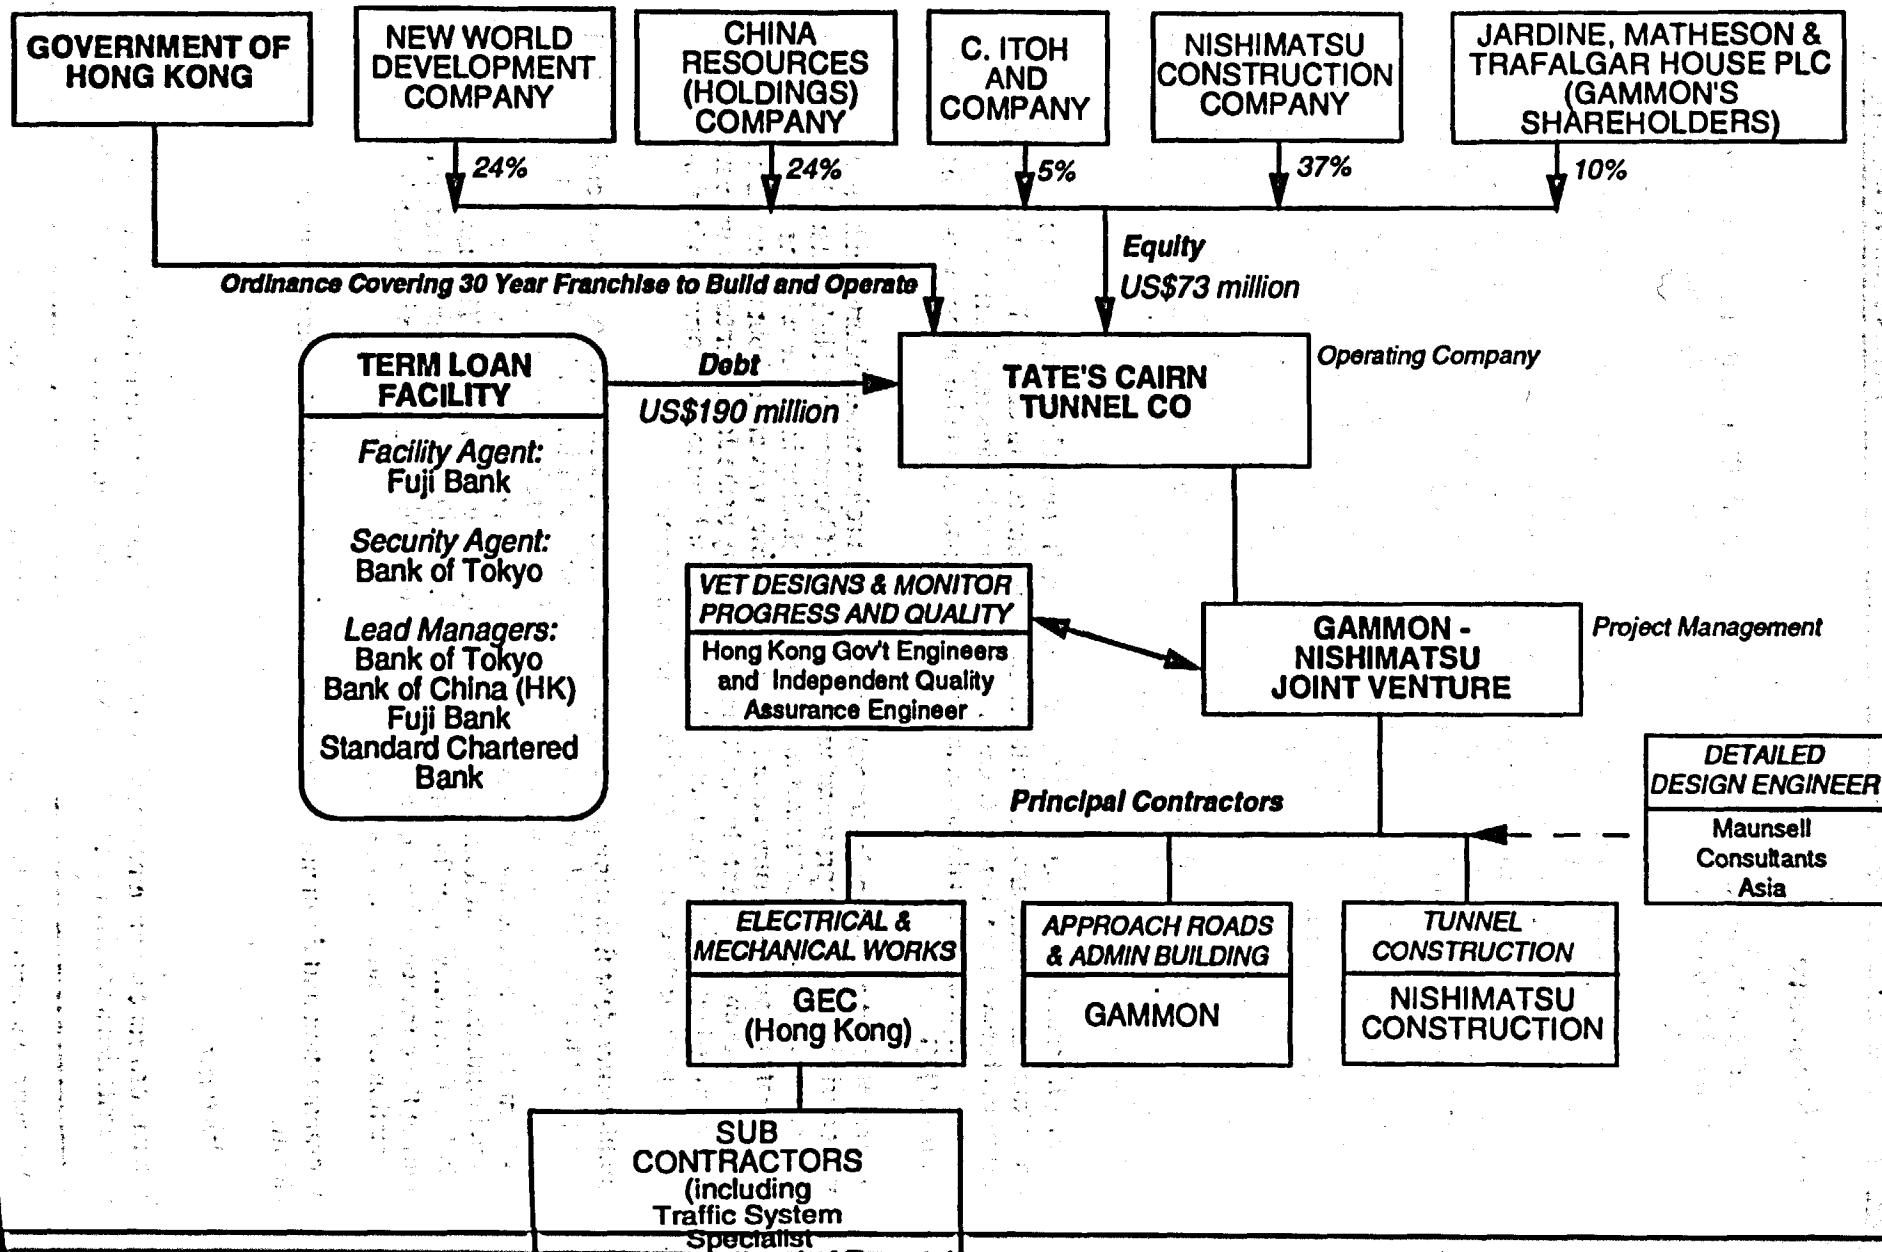 GOVERNMENT OF
HONG KONG
NEW WORLD
DEVELOPMENT
COMPANY
CHINA
RESOURCES
(HOLDINGS)
COMPANY
C. ITOH
AND
COMPANY
NISHIMATSU
CONSTRUCTION
COMPANY
JARDINE, MATHESON &
TRAFALGAR HOUSE PLC
(GAMMON'S
SHAREHOLDERS)
24%
24%
5%
37%
10%
Equity
US$73 million
Ordinance Covering 30 Year Franchise to Build and Operate
TERM LOAN
FACILITY
Facility Agent:
Fuji Bank
Security Agent:
Bank of Tokyo
Lead Managers:
Bank of Tokyo
Bank of China (HK)
Fuji Bank
Standard Chartered
Bank
Debt
US$190 million
TATE'S CAIRN
TUNNEL CO
Operating Company
VET DESIGNS & MONITOR
PROGRESS AND QUALITY
Hong Kong Gov't Engineers
and Independent Quality
Assurance Engineer
GAMMON -
NISHIMATSU
JOINT VENTURE
Project Management
DETAILED
DESIGN ENGINEER
Maunsell
Consultants
Asia
Principal Contractors
ELECTRICAL &
MECHANICAL WORKS
GEC
(Hong Kong)
APPROACH ROADS
& ADMIN BUILDING
GAMMON
TUNNEL
CONSTRUCTION
NISHIMATSU
CONSTRUCTION
SUB
CONTRACTORS
(including
Traffic System
Specialist